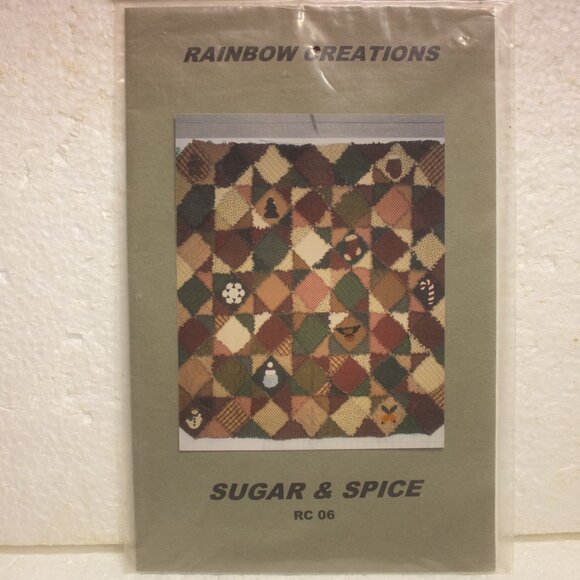 RAINBOW CREATIONS
SUGAR & SPICE
RC 06